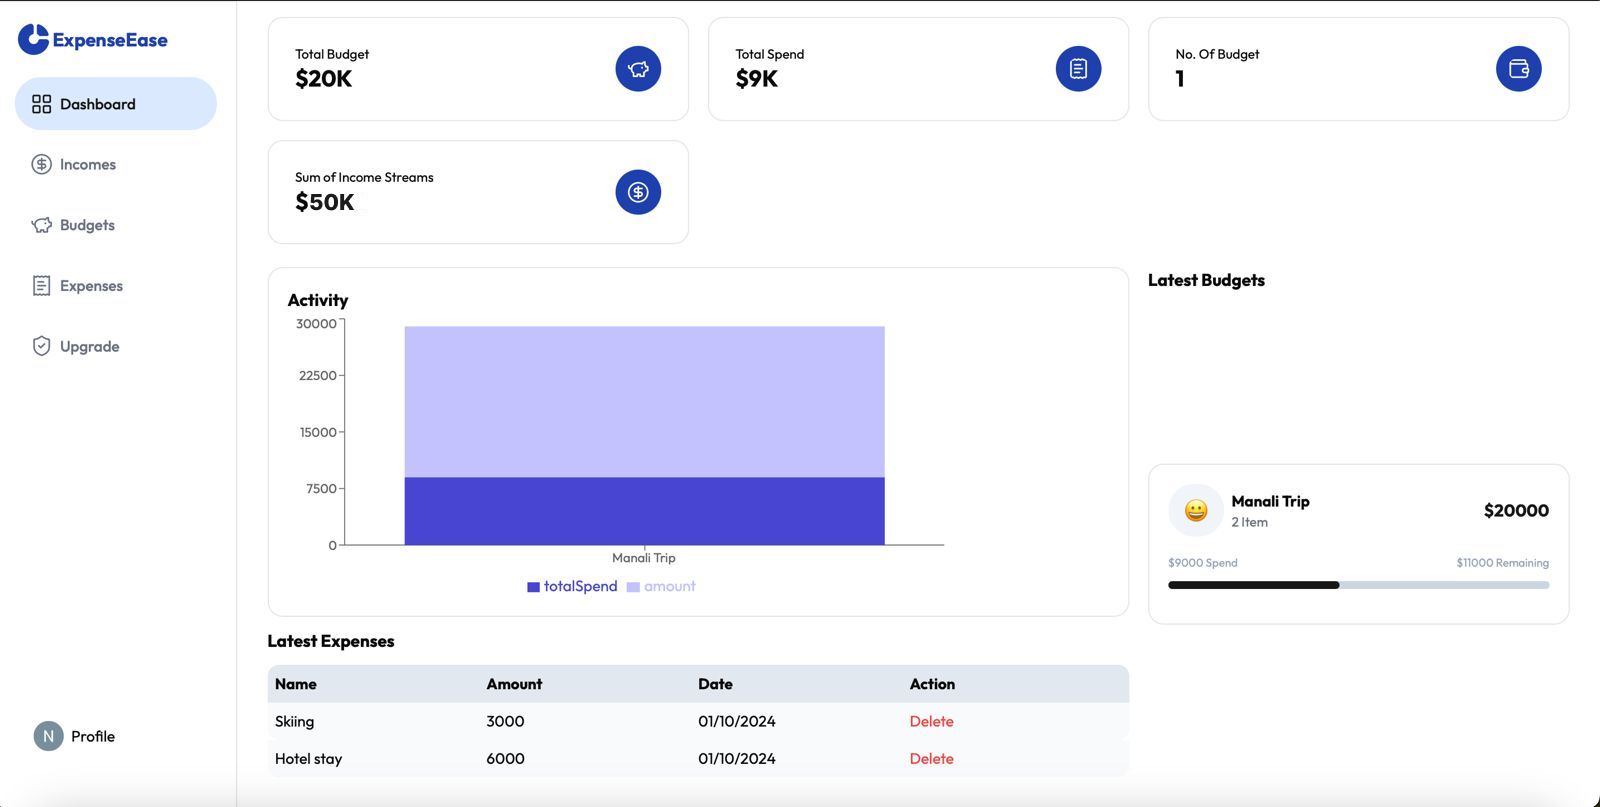 ExpenseEase
Dashboard
Incomes
Budgets
Expenses
Upgrade
N Profile
Total Budget
$20K
Total Spend
$9K
No. Of Budget
1
Sum of Income Streams
$50K
Activity
30000
22500
15000
7500
0
Manali Trip
totalSpend amount
Latest Budgets
Manali Trip
2 Item
$20000
$9000 Spend $11000 Remaining
Latest Expenses
Name Amount Date Action
Skiing 3000 01/10/2024 Delete
Hotel stay 6000 01/10/2024 Delete